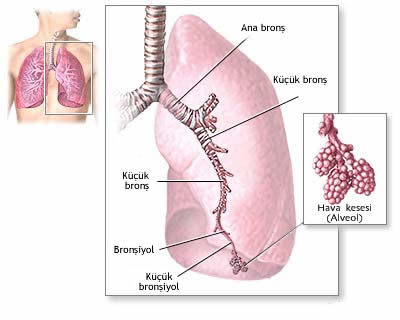 Ana bronş
Küçük bronş
Küçük
bronş
Hava kesesi
(Alveol)
Bronşiyol
Küçük
bronşiyol